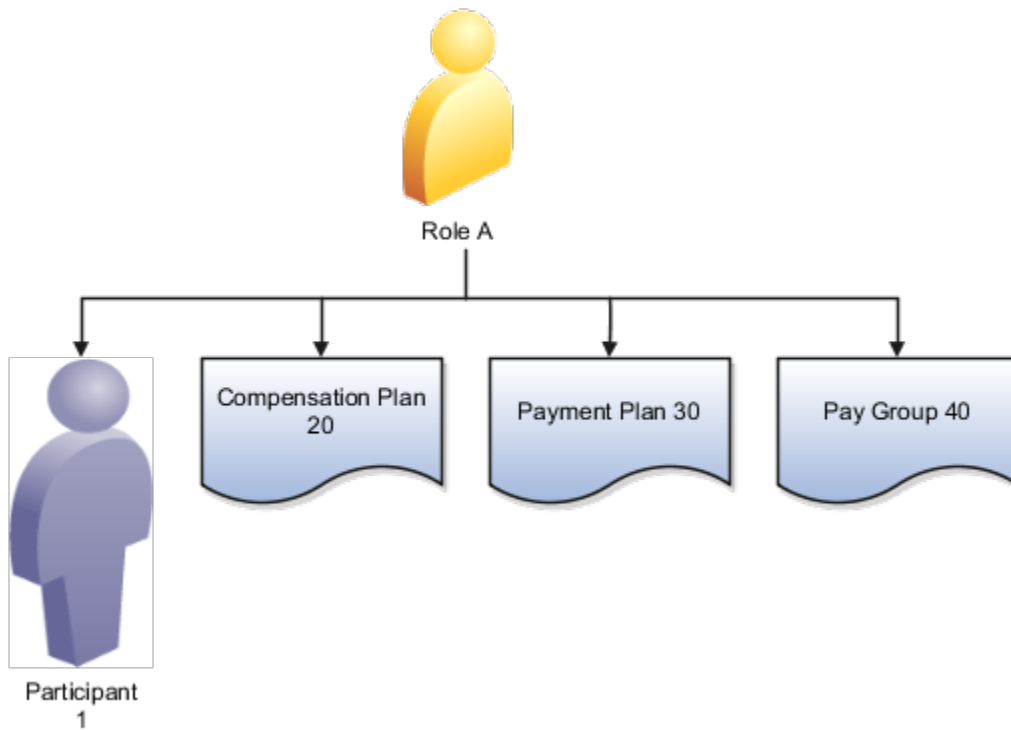 Role A
Compensation Plan
20
Payment Plan 30
Pay Group 40
Participant
1